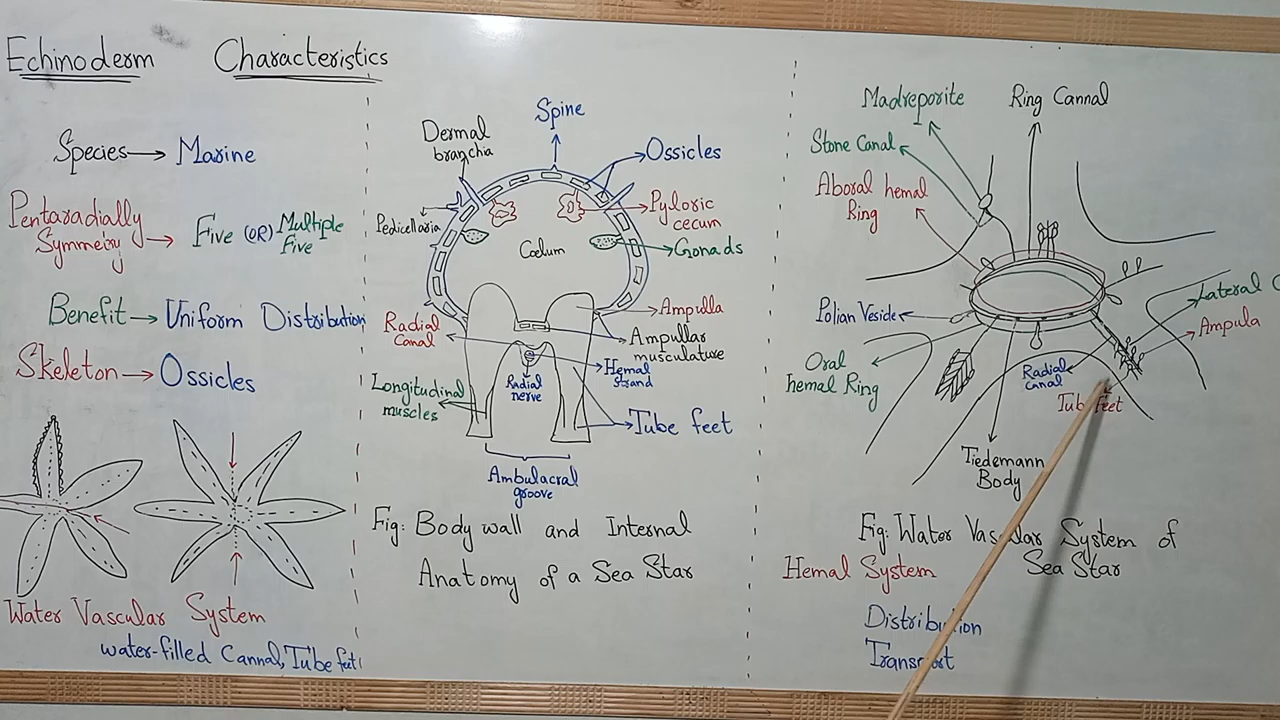 Echinoderm Characteristics
Species → Marine
Pentaradially
Symmetry → Five (OR) Multiple
Five
Benefit → Uniform Distribution
Skeleton → Ossicles
Water Vascular System
water-filled Cannal, Tube feet
Spine
Dermal
branchia
Ossicles
Pedicellaria
Pyloric
cecum
Coelum
Gonads
Radial
Canal
Ampulla
Ampullar
musculature
Hemal
strand
Radial
nerve
Longitudinal
muscles
Tube feet
Ambulacral
groove
Fig: Body wall and Internal
Anatomy of a Sea Star
Madreporite
Ring Cannal
Stone Canal
Aboral hemal
Ring
Polian Veside
Lateral C
Ampula
Oral
hemal Ring
Radial
canal
Tube feet
Tiedemann
Body
Fig: Water Vascular System of
Sea Star
Hemal System
Distribution
Transport